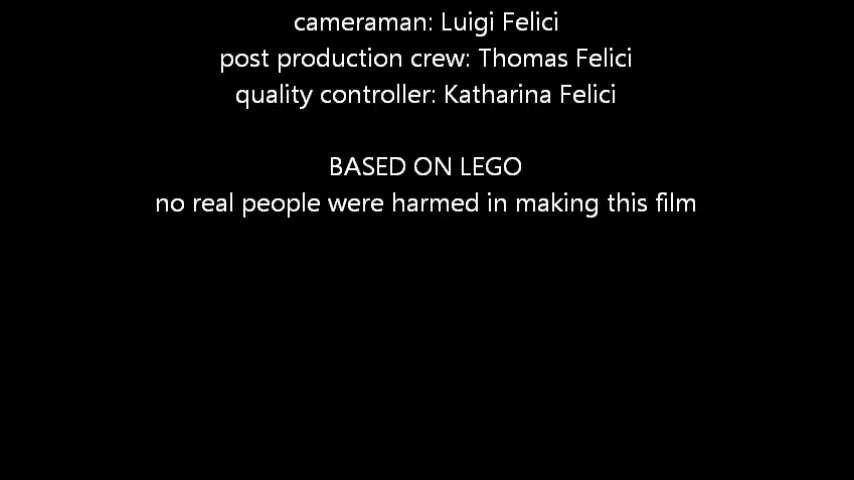 cameraman: Luigi Felici
post production crew: Thomas Felici
quality controller: Katharina Felici
BASED ON LEGO
no real people were harmed in making this film